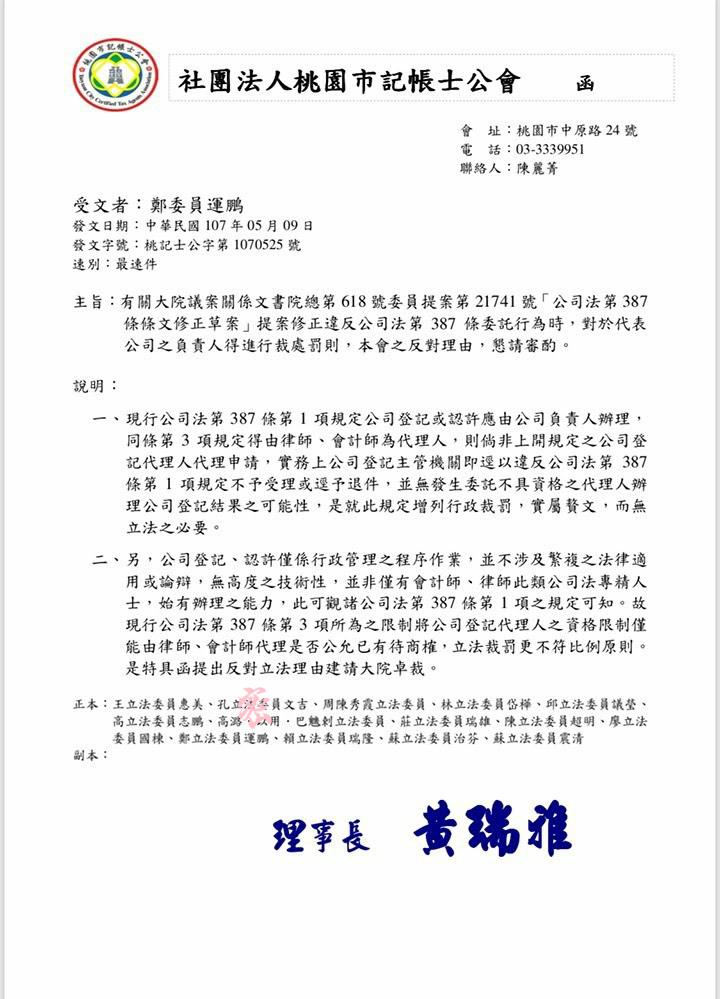 桃園市記帳士公會
Taoyuan City Certified Tax Agents Association
社團法人桃園市記帳士公會 函
會 址：桃園市中原路 24 號
電 話：03-3339951
聯絡人：陳麗菁
受文者：鄭委員運鵬
發文日期：中華民國 107 年 05 月 09 日
發文字號：桃記士公字第 1070525 號
速別：最速件
主旨：有關大院議案關係文書院總第 618 號委員提案第 21741 號「公司法第 387
條條文修正草案」提案修正違反公司法第 387 條委託行為時，對於代表
公司之負責人得進行裁處罰則，本會之反對理由，懇請審酌。
說明：
一、現行公司法第 387 條第 1 項規定公司登記或認許應由公司負責人辦理，
同條第 3 項規定得由律師、會計師為代理人，則倘非上開規定之公司登
記代理人代理申請，實務上公司登記主管機關即逕以違反公司法第 387
條第 1 項規定不予受理或逕予退件，並無發生委託不具資格之代理人辦
理公司登記結果之可能性，是就此規定增列行政裁罰，實屬贅文，而無
立法之必要。
二、另，公司登記、認許僅係行政管理之程序作業，並不涉及繁複之法律適
用或論辯，無高度之技術性，並非僅有會計師、律師此類公司法專精人
士，始有辦理之能力，此可觀諸公司法第 387 條第 1 項之規定可知。故
現行公司法第 387 條第 3 項所為之限制將公司登記代理人之資格限制僅
能由律師、會計師代理是否公允已有待商榷，立法裁罰更不符比例原則。
是特具函提出反對立法理由建請大院卓裁。
正本：王立法委員惠美、孔立法委員文吉、周陳秀霞立法委員、林立法委員岱樺、邱立法委員議瑩、
高立法委員志鵬、高潞．以用．巴魕剌立法委員、莊立法委員瑞雄、陳立法委員超明、廖立法
委員國棟、鄭立法委員運鵬、賴立法委員瑞隆、蘇立法委員治芬、蘇立法委員震清
副本：
理事長 黃瑞雅